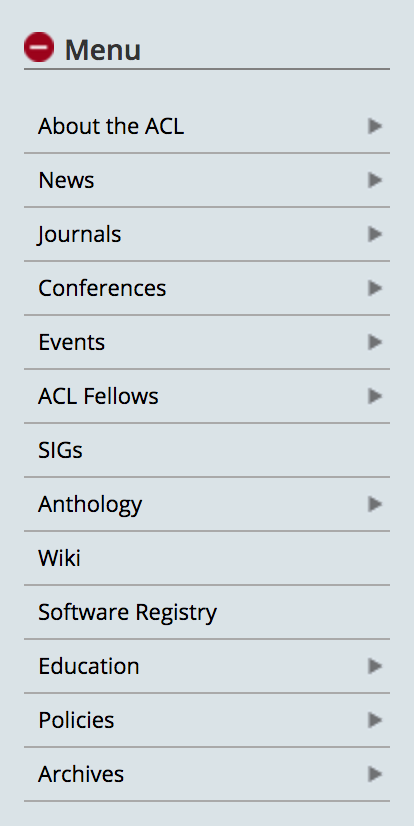 Menu
About the ACL
News
Journals
Conferences
Events
ACL Fellows
SIGs
Anthology
Wiki
Software Registry
Education
Policies
Archives